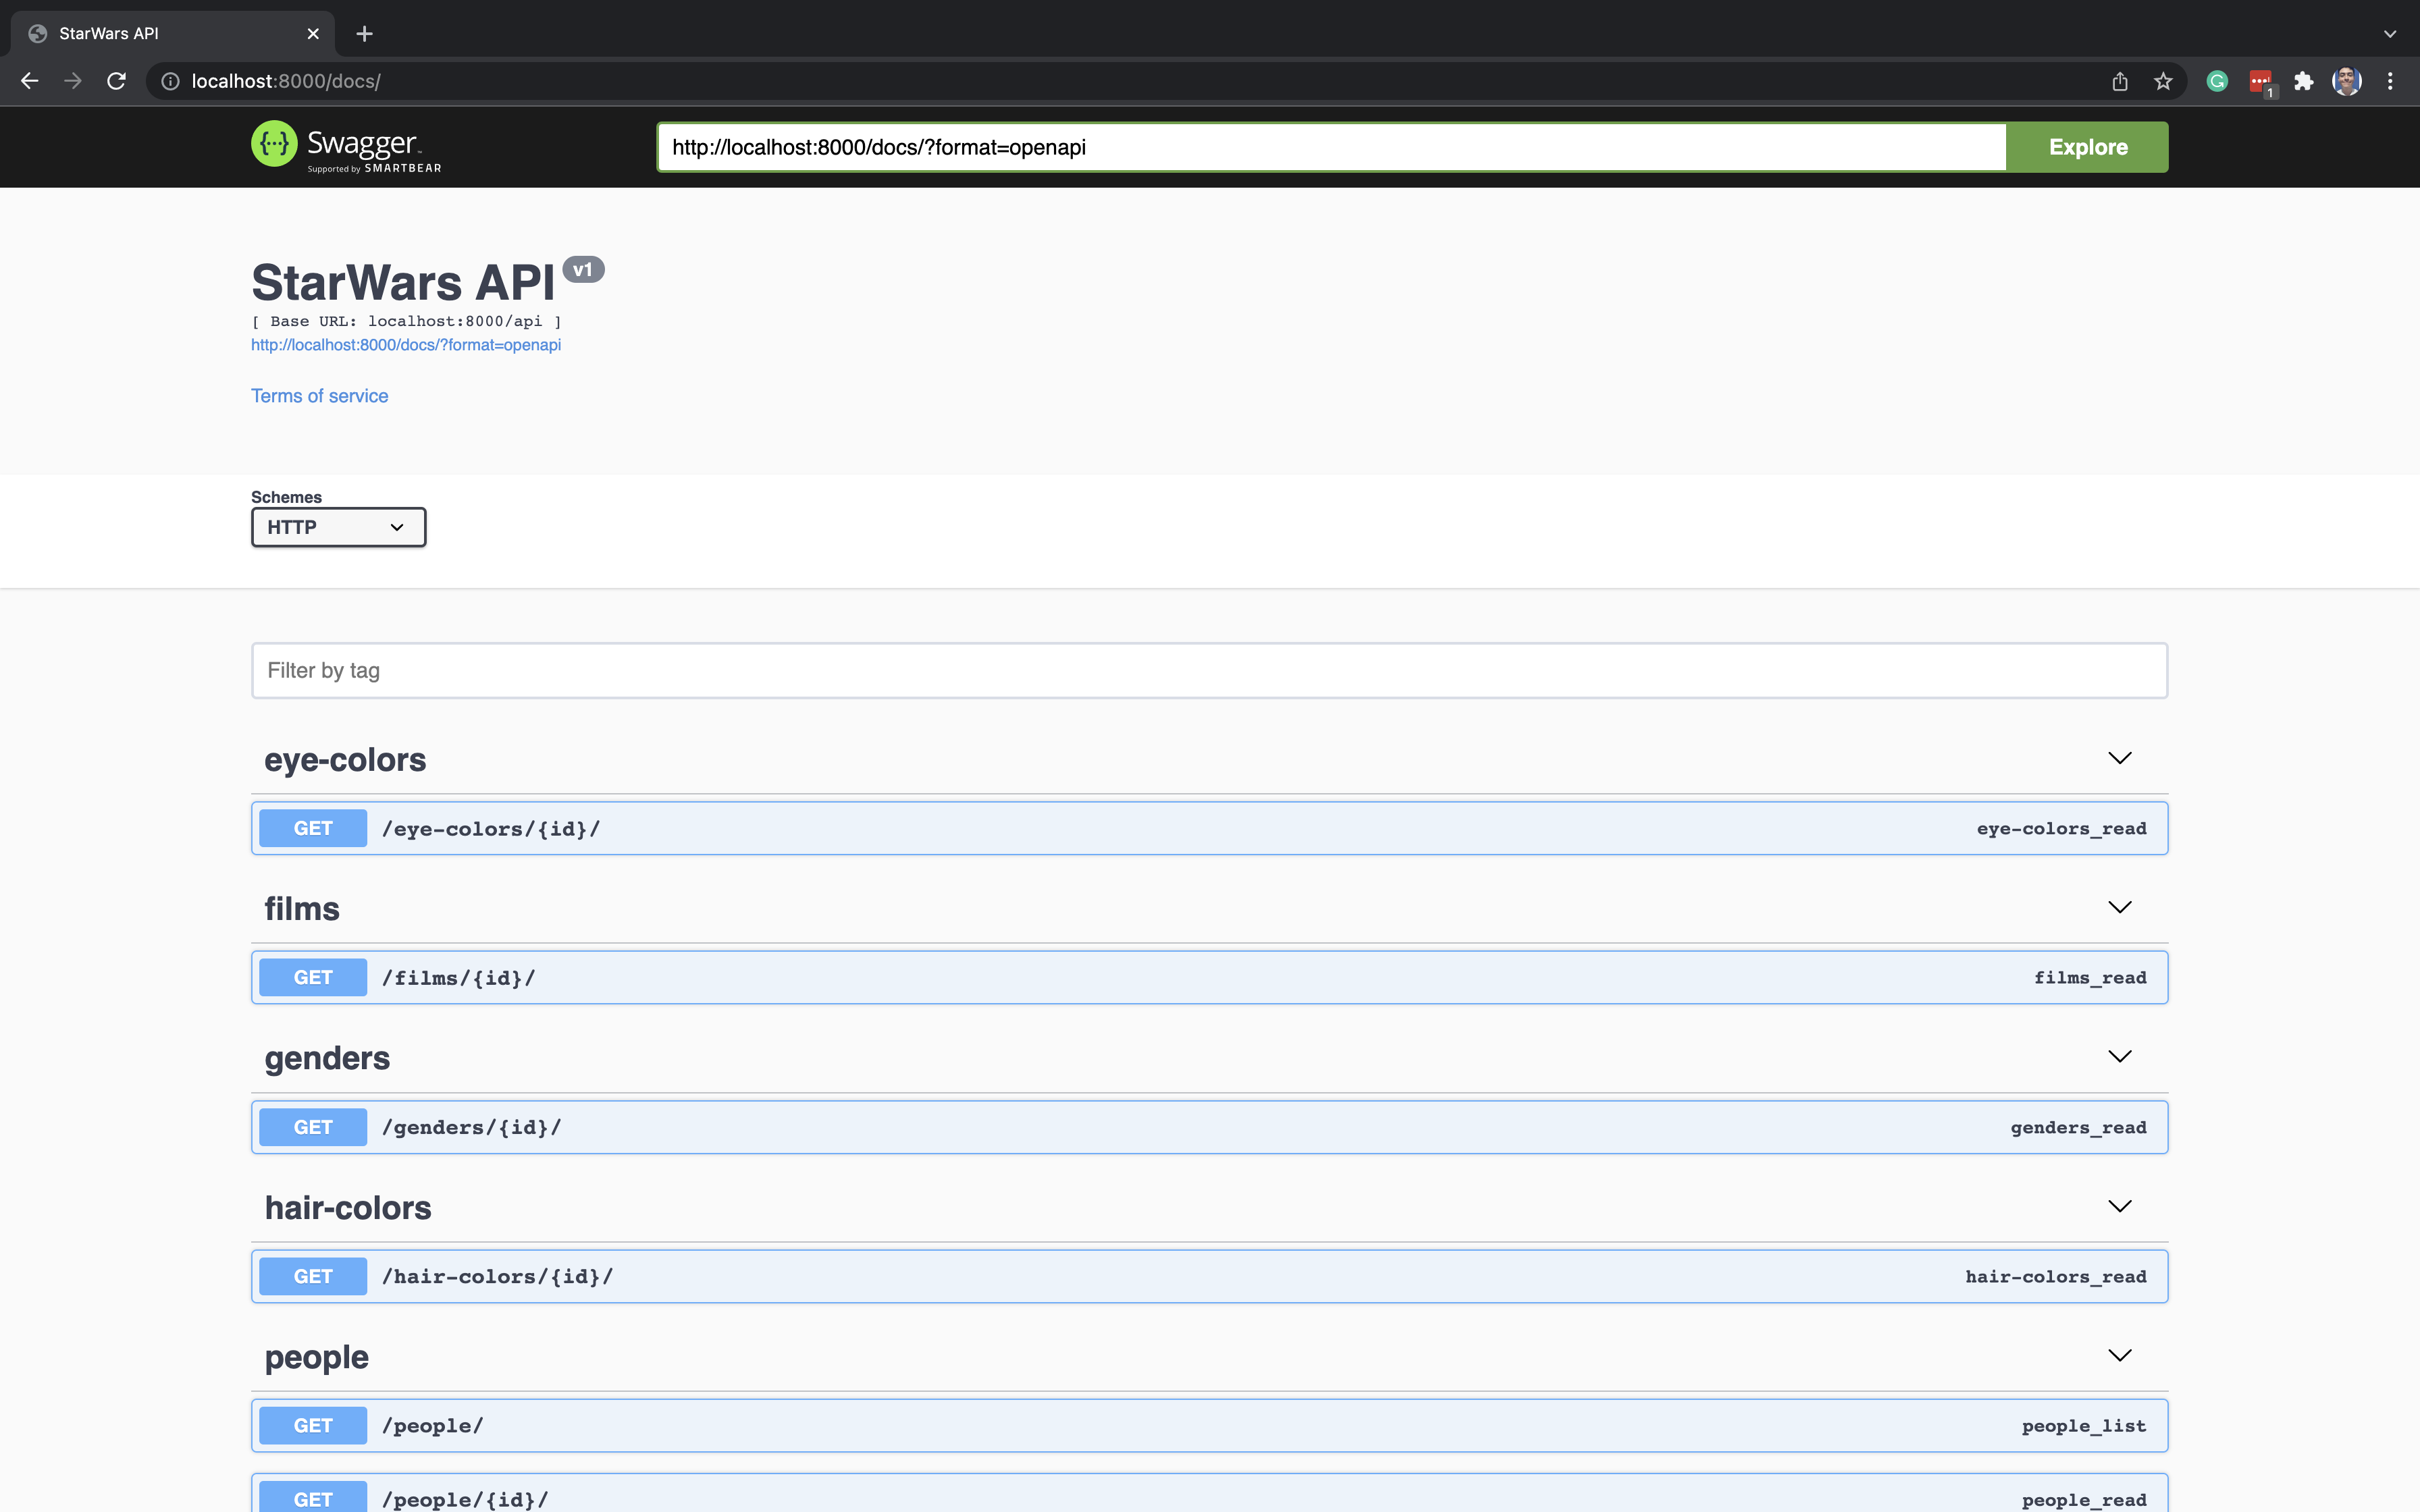 StarWars API
localhost:8000/docs/
1
{···} Swagger
Supported by SMARTBEAR
http://localhost:8000/docs/?format=openapi
Explore
StarWars API v1
[ Base URL: localhost:8000/api ]
http://localhost:8000/docs/?format=openapi
Terms of service
Schemes
HTTP
Filter by tag
eye-colors
GET /eye-colors/{id}/ eye-colors_read
films
GET /films/{id}/ films_read
genders
GET /genders/{id}/ genders_read
hair-colors
GET /hair-colors/{id}/ hair-colors_read
people
GET /people/ people_list
GET /people/{id}/ people_read